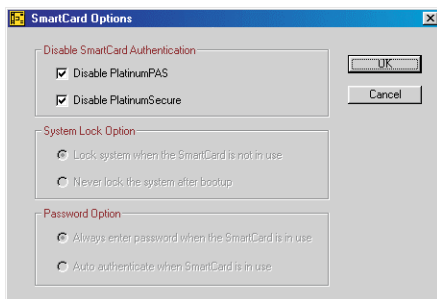 SmartCard Options
Disable SmartCard Authentication
Disable PlatinumPAS
Disable PlatinumSecure
UK
Cancel
System Lock Option
Lock system when the SmartCard is not in use
Never lock the system after bootup
Password Option
Always enter password when the SmartCard is in use
Auto authenticate when SmartCard is in use